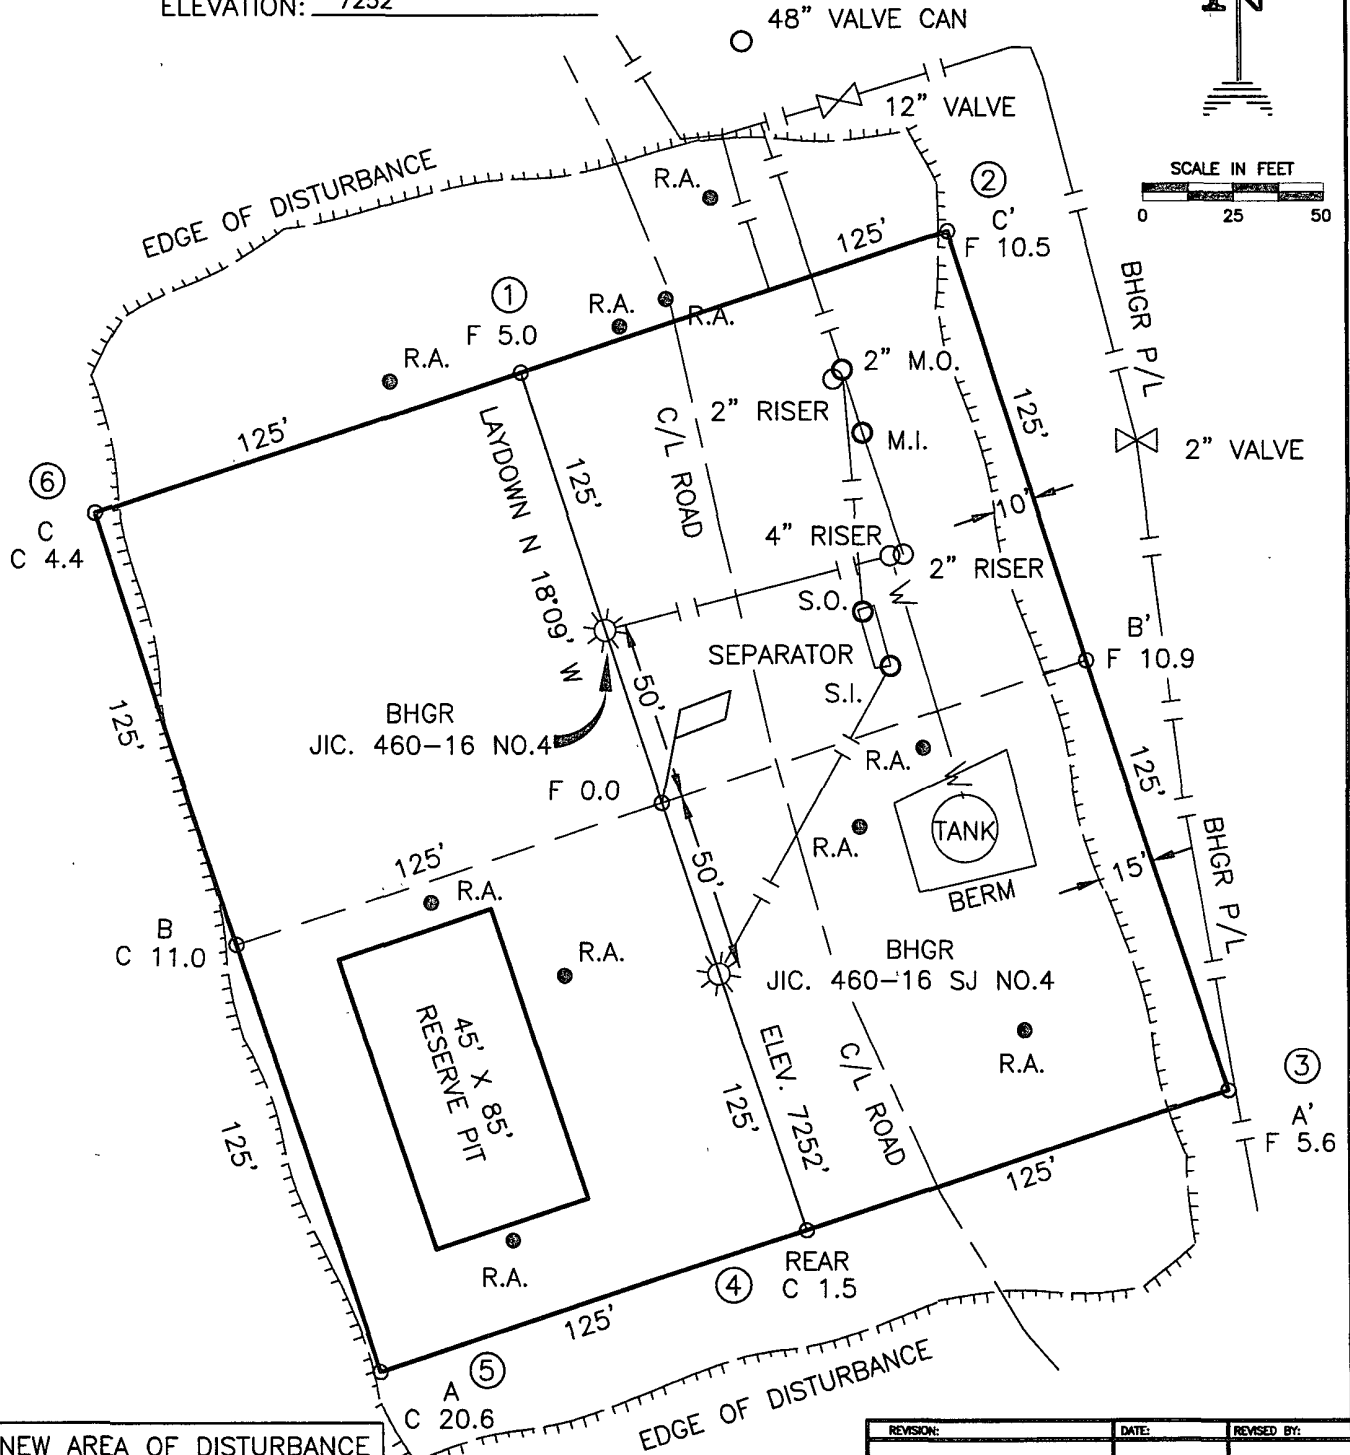 ELEVATION: 7252'
48" VALVE CAN
N
12" VALVE
SCALE IN FEET
0 25 50
EDGE OF DISTURBANCE
R.A.
②
C'
F 10.5
125'
①
F 5.0
R.A.
R.A.
R.A.
BHGR P/L
2" M.O.
2" RISER
M.I.
125'
125'
LAYDOWN N 18°09' W
125'
C/L ROAD
2" VALVE
⑥
C
C 4.4
10'
4" RISER
2" RISER
S.O.
W
SEPARATOR
S.I.
B'
F 10.9
50'
BHGR
JIC. 460-16 NO.4
125'
R.A.
F 0.0
W
TANK
BERM
125'
R.A.
50'
15'
BHGR P/L
125'
R.A.
B
C 11.0
R.A.
BHGR
JIC. 460-16 SJ NO.4
45' X 85'
RESERVE PIT
ELEV. 7252'
125'
C/L ROAD
R.A.
③
A'
F 5.6
125'
125'
R.A.
REAR
C 1.5
④
125'
⑤
A
C 20.6
EDGE OF DISTURBANCE
NEW AREA OF DISTURBANCE
REVISION: DATE: REVISED BY: